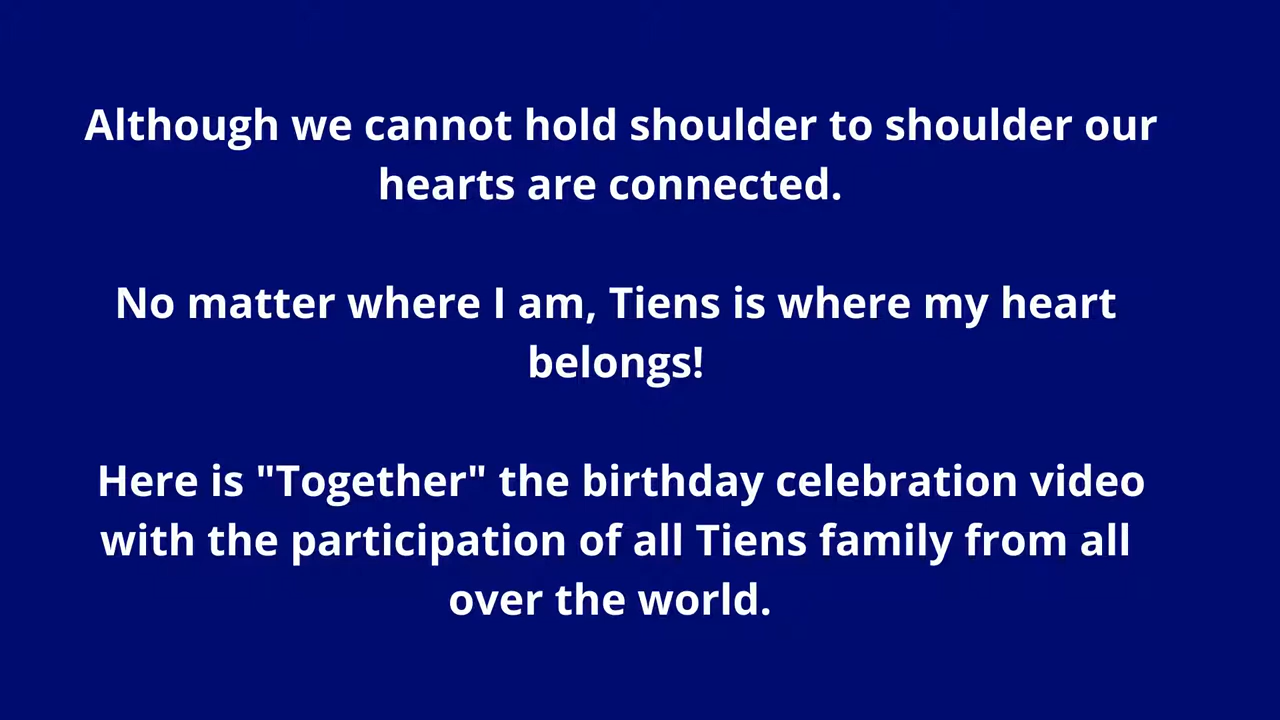 Although we cannot hold shoulder to shoulder our
hearts are connected.
No matter where I am, Tiens is where my heart
belongs!
Here is "Together" the birthday celebration video
with the participation of all Tiens family from all
over the world.